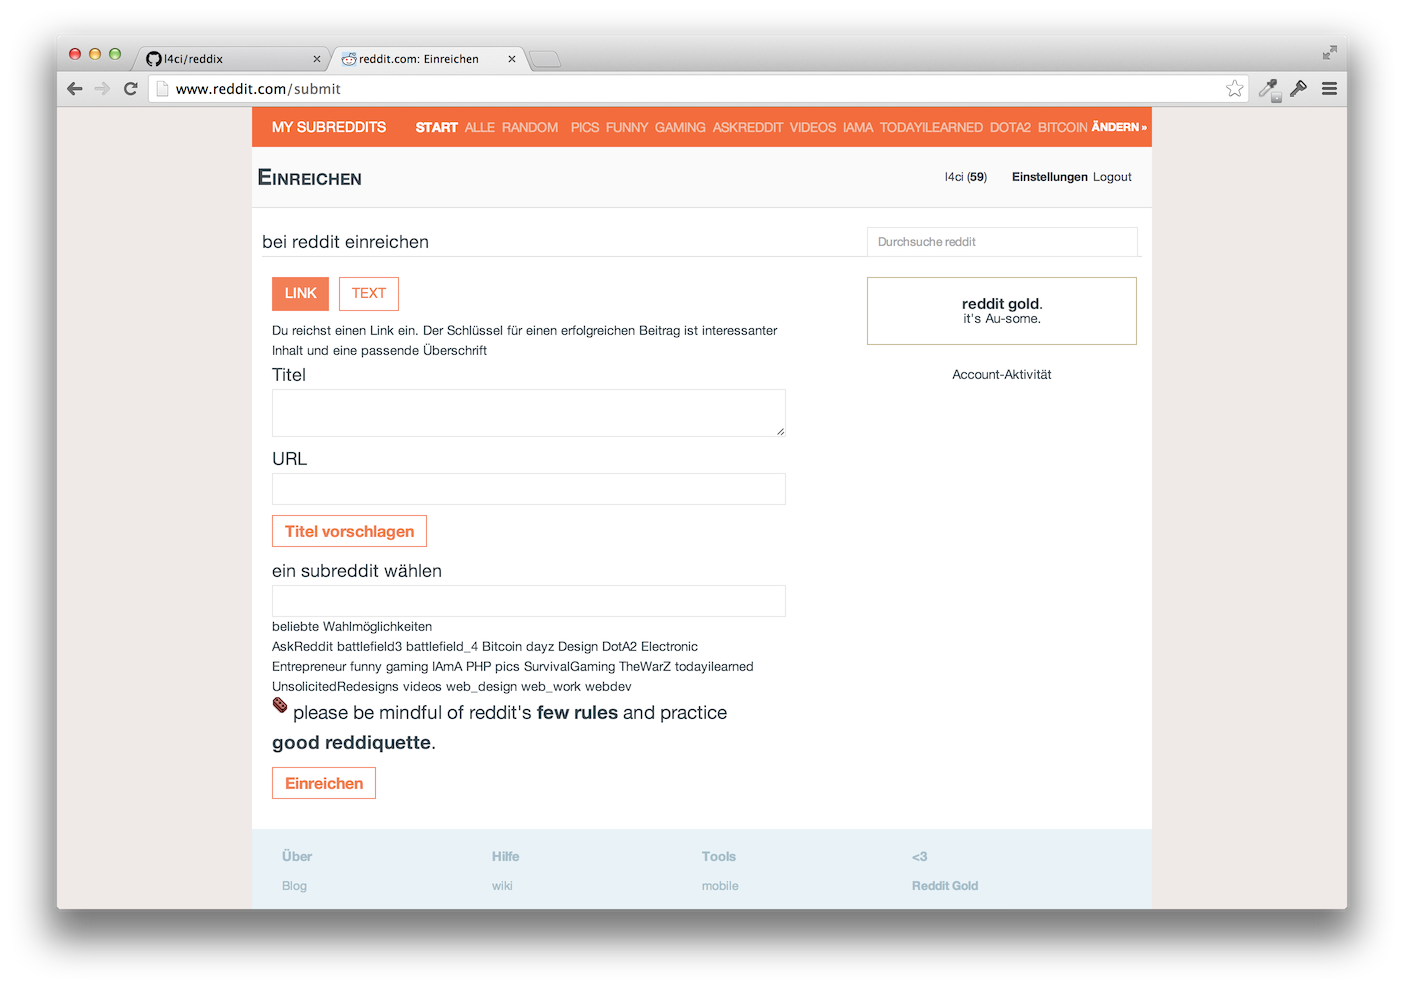 l4ci/reddix
reddit.com: Einreichen
www.reddit.com/submit
MY SUBREDDITS START ALLE RANDOM PICS FUNNY GAMING ASKREDDIT VIDEOS IAMA TODAYILEARNED DOTA2 BITCOIN ÄNDERN »
EINREICHEN
l4ci (59) Einstellungen Logout
bei reddit einreichen
Durchsuche reddit
LINK TEXT
Du reichst einen Link ein. Der Schlüssel für einen erfolgreichen Beitrag ist interessanter
Inhalt und eine passende Überschrift
Titel
URL
Titel vorschlagen
ein subreddit wählen
beliebte Wahlmöglichkeiten
AskReddit battlefield3 battlefield_4 Bitcoin dayz Design DotA2 Electronic
Entrepreneur funny gaming IAmA PHP pics SurvivalGaming TheWarZ todayilearned
UnsolicitedRedesigns videos web_design web_work webdev
please be mindful of reddit's few rules and practice
good reddiquette.
Einreichen
reddit gold.
it's Au-some.
Account-Aktivität
Über Hilfe Tools <3
Blog wiki mobile Reddit Gold